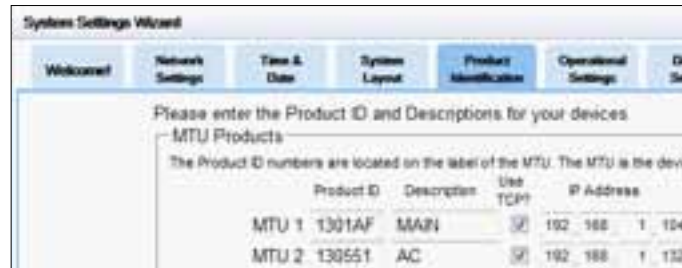 System Settings Wizard
Welcome! Network Settings Time & Date System Layout Product Identification Operational Settings
Please enter the Product ID and Descriptions for your devices
MTU Products
The Product ID numbers are located on the label of the MTU. The MTU is the
Product ID Description Use TCP? IP Address
MTU 1 1301AF MAIN 192 168 1 104
MTU 2 130551 AC 192 168 1 132